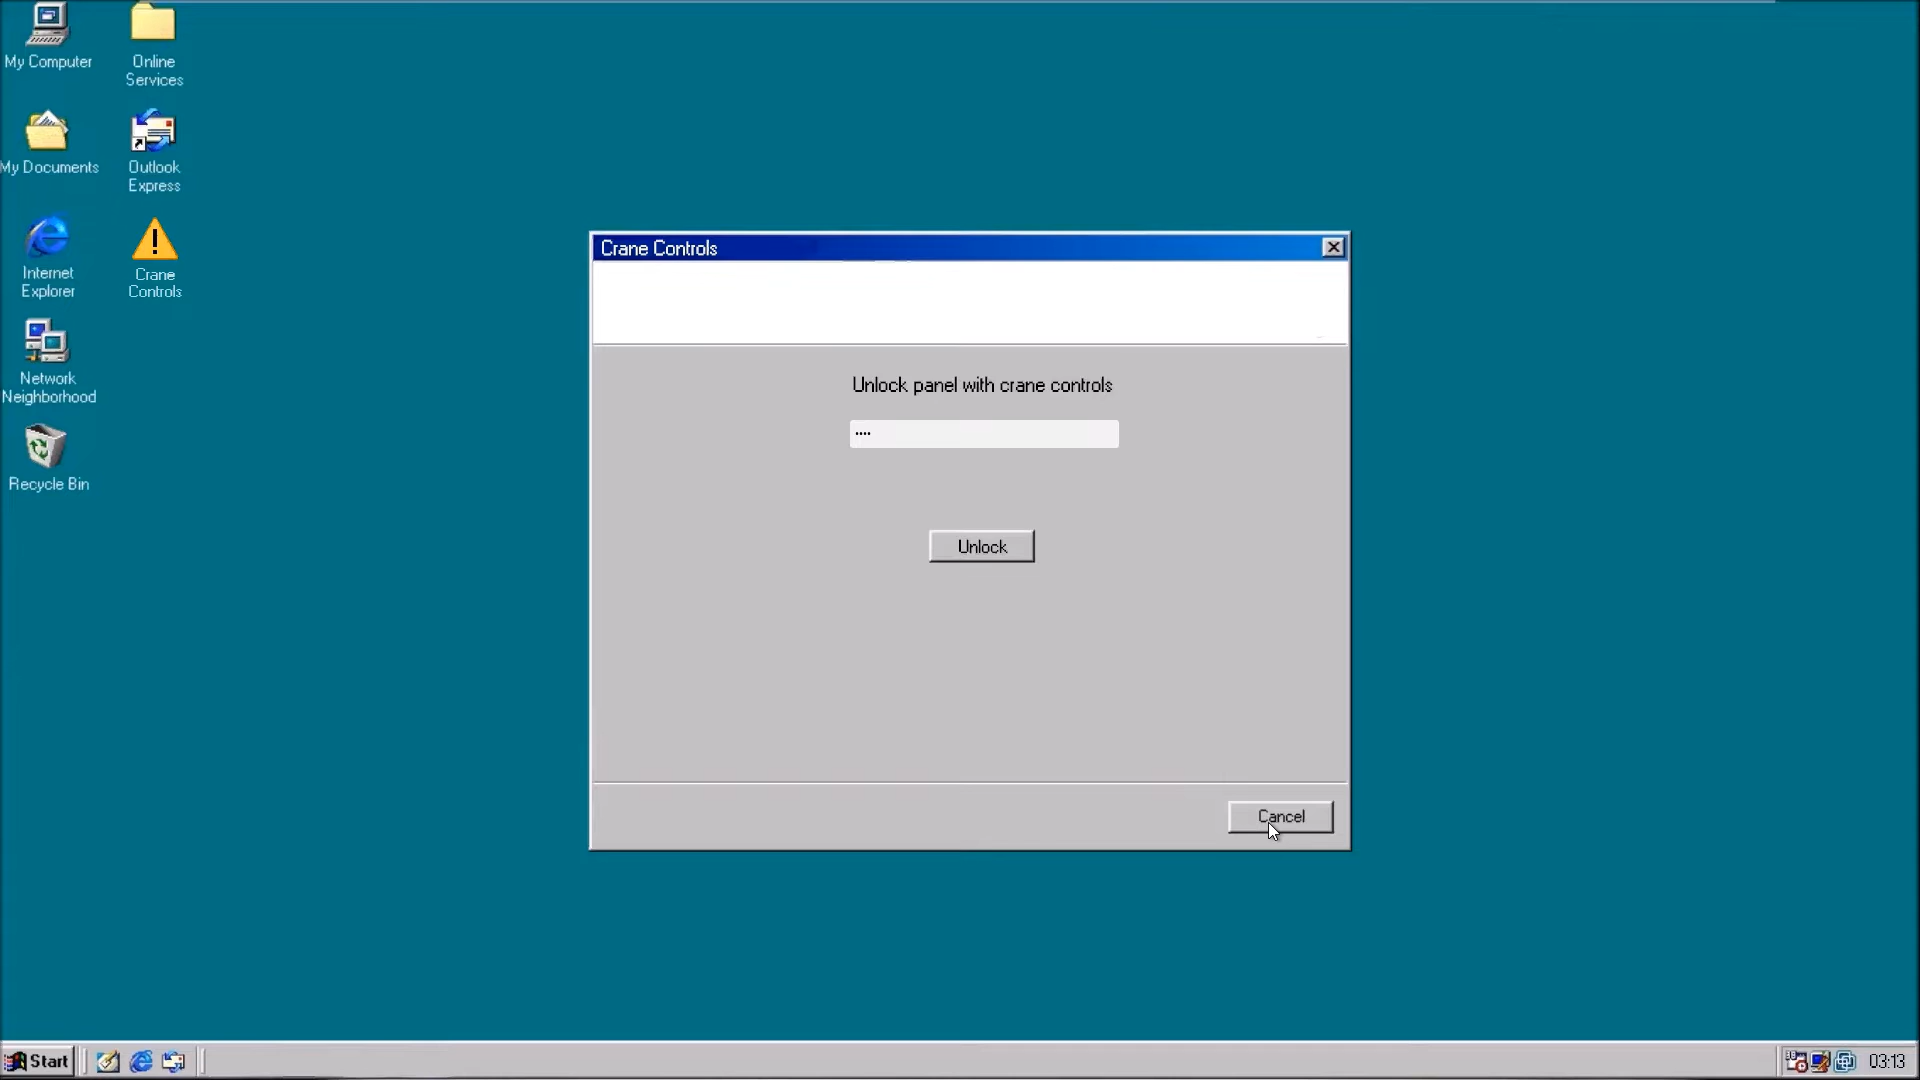 My Computer
Online
Services
My Documents
Outlook
Express
Internet
Explorer
Crane
Controls
Network
Neighborhood
Recycle Bin
Crane Controls
Unlock panel with crane controls
••••
Unlock
Cancel
Start
03:13